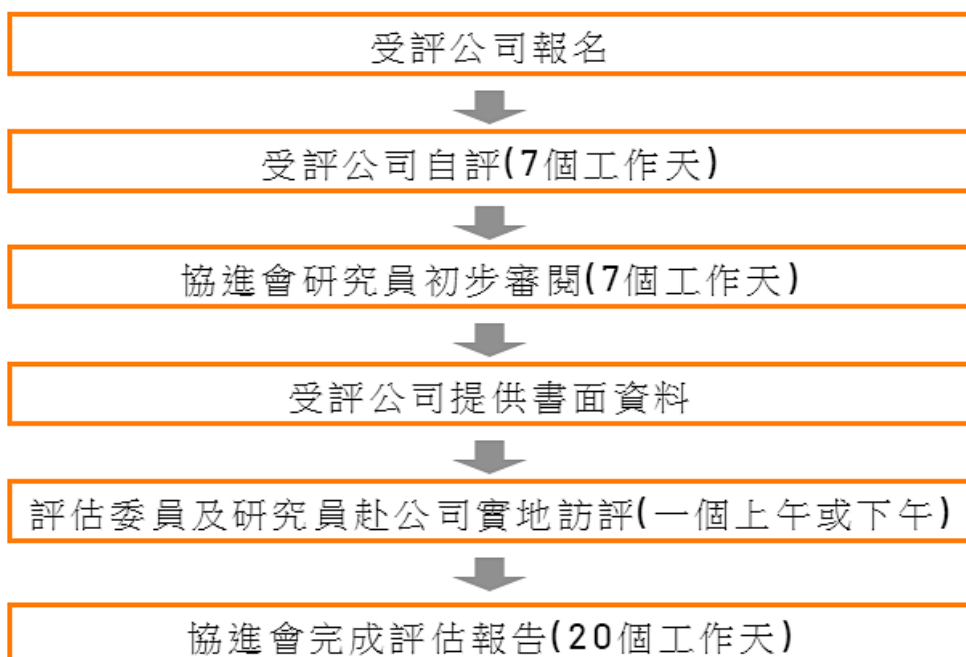 受評公司報名
受評公司自評(7個工作天)
協進會研究員初步審閱(7個工作天)
受評公司提供書面資料
評估委員及研究員赴公司實地訪評(一個上午或下午)
協進會完成評估報告(20個工作天)